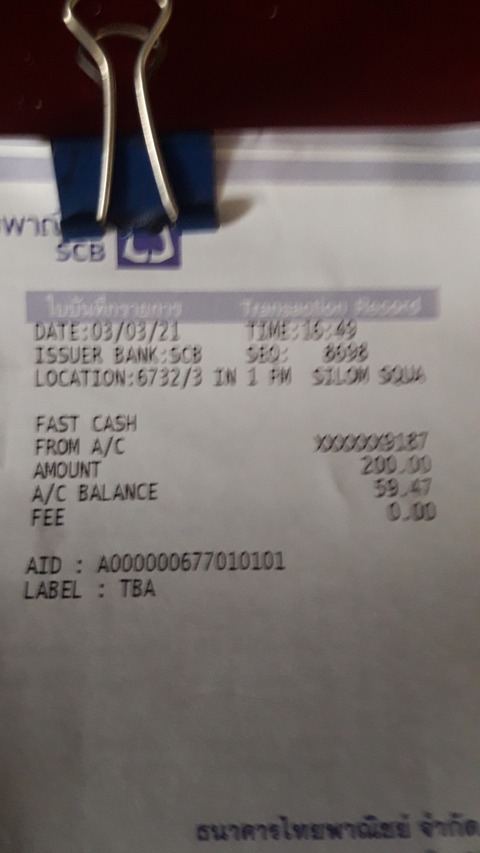 SCB
ใบบันทึกรายการ Transaction Record
DATE:03/03/21 TIME:16:49
ISSUER BANK:SCB SEQ: 8698
LOCATION:6732/3 IN 1 PM SILOM SQUA
FAST CASH
FROM A/C XXXXXX9187
AMOUNT 200.00
A/C BALANCE 59.47
FEE 0.00
AID : A000000677010101
LABEL : TBA
ธนาคารไทยพาณิชย์ จำกัด